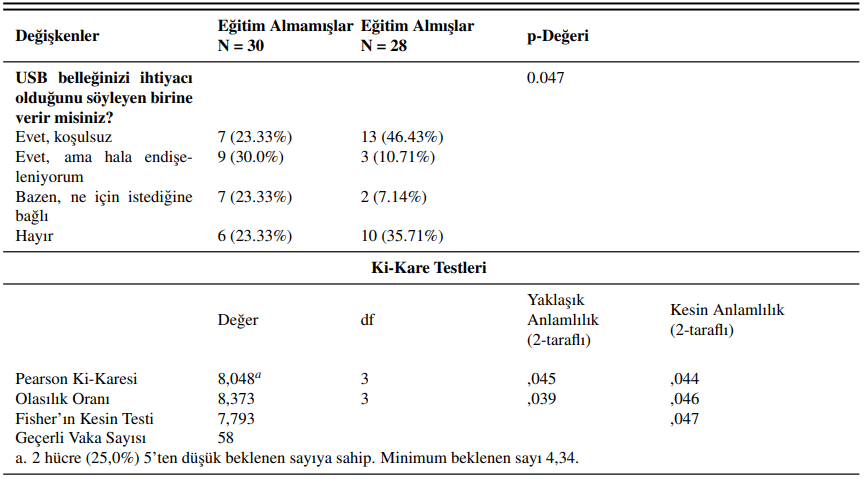 Değişkenler Eğitim Almamışlar Eğitim Almışlar p-Değeri
N = 30 N = 28
USB belleğinizi ihtiyacı 0.047
olduğunu söyleyen birine
verir misiniz?
Evet, koşulsuz 7 (23.33%) 13 (46.43%)
Evet, ama hala endişe- 9 (30.0%) 3 (10.71%)
leniyorum
Bazen, ne için istediğine 7 (23.33%) 2 (7.14%)
bağlı
Hayır 6 (23.33%) 10 (35.71%)
Ki-Kare Testleri
Değer df Yaklaşık Anlamlılık (2-taraflı) Kesin Anlamlılık (2-taraflı)
Pearson Ki-Karesi 8,048a 3 ,045 ,044
Olasılık Oranı 8,373 3 ,039 ,046
Fisher’ın Kesin Testi 7,793 ,047
Geçerli Vaka Sayısı 58
a. 2 hücre (25,0%) 5’ten düşük beklenen sayıya sahip. Minimum beklenen sayı 4,34.